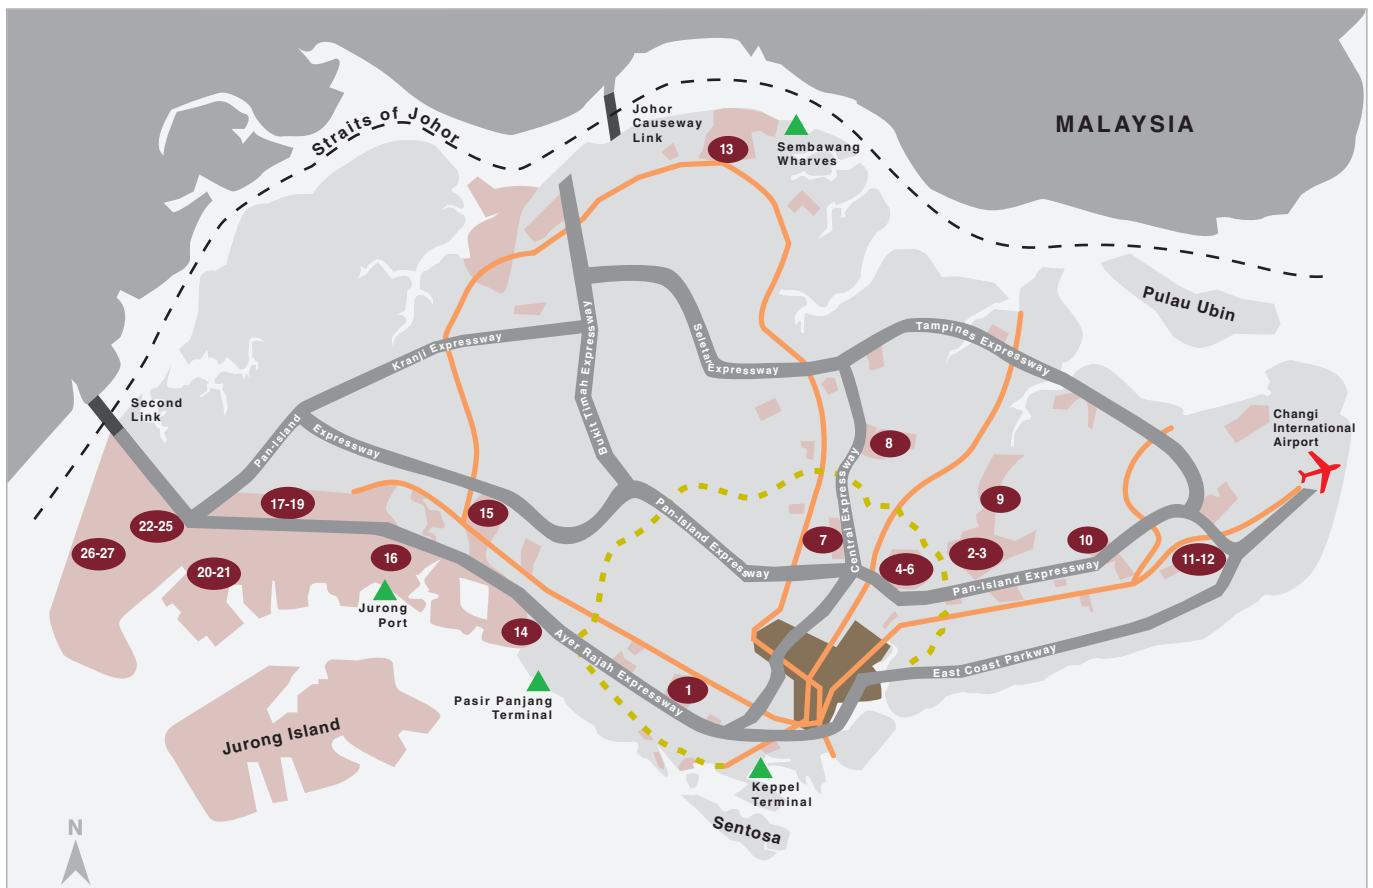 Straits of Johor
Johor
Causeway
Link
MALAYSIA
13
Sembawang
Wharves
Pulau Ubin
Bukit Timah Expressway
Seletar
Expressway
Tampines Expressway
Kranji Expressway
Second
Link
Pan-Island
Expressway
Changi
International
Airport
8
Central Expressway
Pan-Island Expressway
9
17-19
15
22-25
7
10
2-3
26-27
16
4-6
11-12
20-21
Pan-Island Expressway
Jurong
Port
14
Ayer Rajah Expressway
East Coast Parkway
1
Pasir Panjang
Terminal
Jurong Island
Keppel
Terminal
Sentosa
N